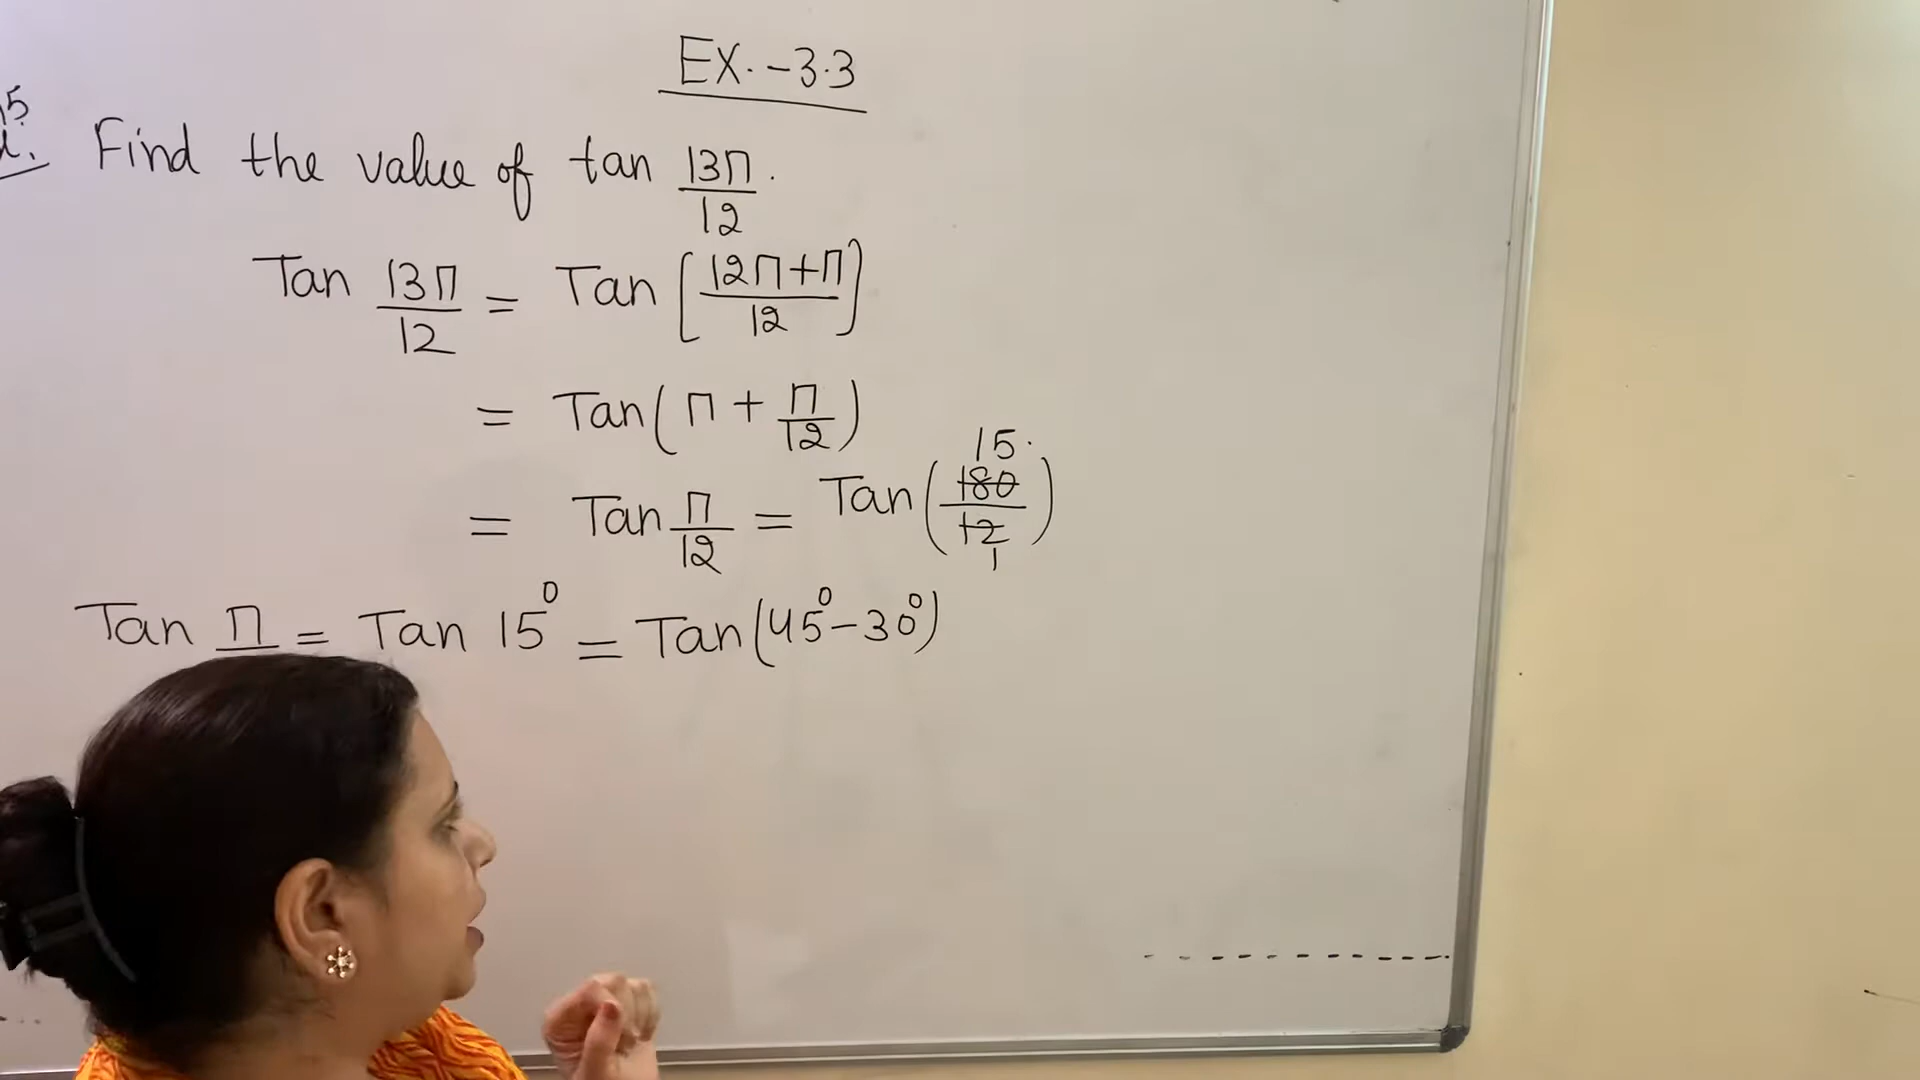 EX.-3.3
15
Find the value of tan 13π/12.
Tan 13π/12 = Tan [12π+π/12]
= Tan(π + π/12)
= Tan π/12 = Tan(180/12) 15. 1
Tan π = Tan 15° = Tan(45°-30°)